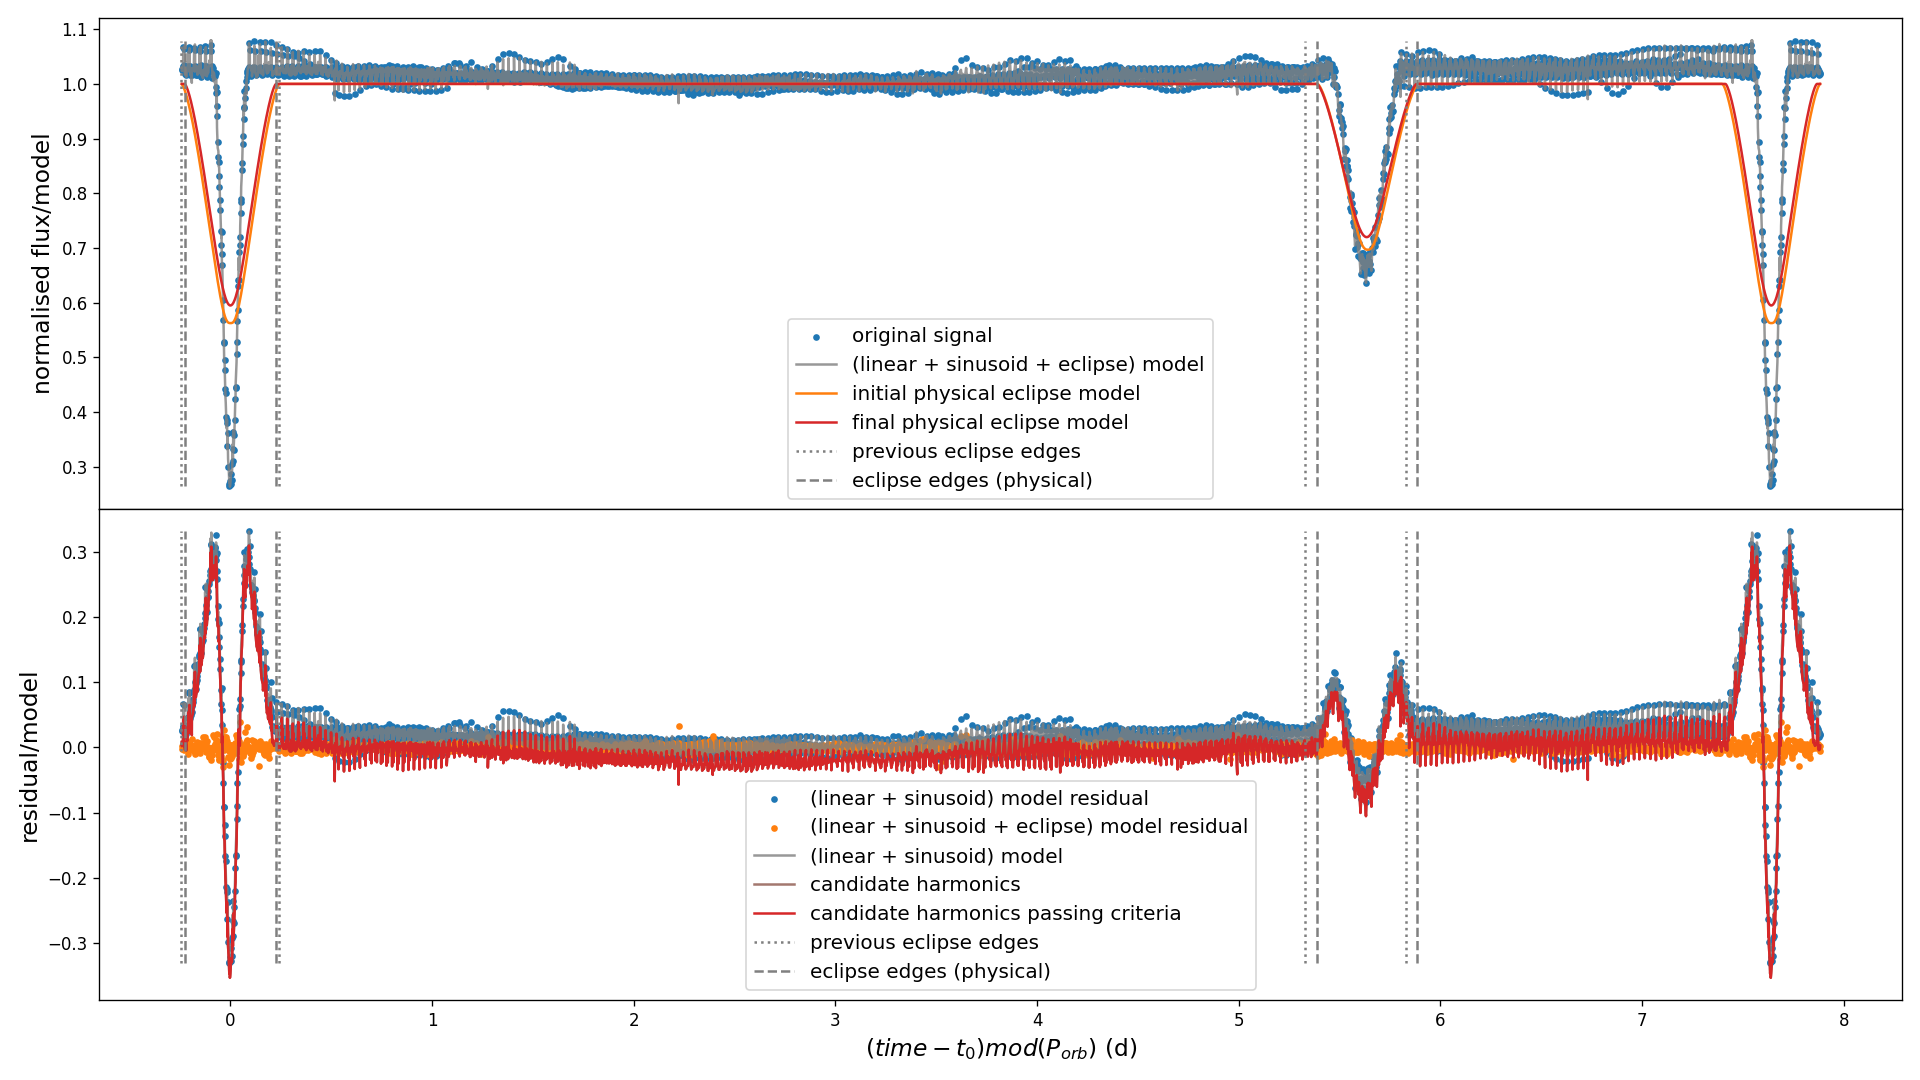 1.1
1.0
0.9
0.8
0.7
0.6
0.5
0.4
0.3
normalised flux/model
original signal
(linear + sinusoid + eclipse) model
initial physical eclipse model
final physical eclipse model
previous eclipse edges
eclipse edges (physical)
0.3
0.2
0.1
0.0
−0.1
−0.2
−0.3
residual/model
(linear + sinusoid) model residual
(linear + sinusoid + eclipse) model residual
(linear + sinusoid) model
candidate harmonics
candidate harmonics passing criteria
previous eclipse edges
eclipse edges (physical)
0 1 2 3 4 5 6 7 8
(time − t₀)mod(P_orb) (d)